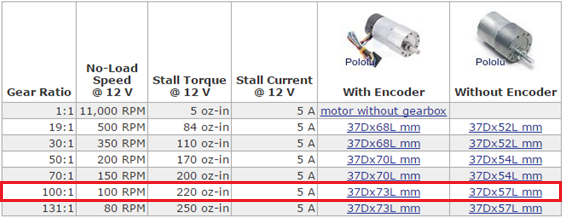 Pololu
Pololu
Gear Ratio No-Load Speed @ 12 V Stall Torque @ 12 V Stall Current @ 12 V With Encoder Without Encoder
1:1 11,000 RPM 5 oz-in 5 A motor without gearbox
19:1 500 RPM 84 oz-in 5 A 37Dx68L mm 37Dx52L mm
30:1 350 RPM 110 oz-in 5 A 37Dx68L mm 37Dx52L mm
50:1 200 RPM 170 oz-in 5 A 37Dx70L mm 37Dx54L mm
70:1 150 RPM 200 oz-in 5 A 37Dx70L mm 37Dx54L mm
100:1 100 RPM 220 oz-in 5 A 37Dx73L mm 37Dx57L mm
131:1 80 RPM 250 oz-in 5 A 37Dx73L mm 37Dx57L mm